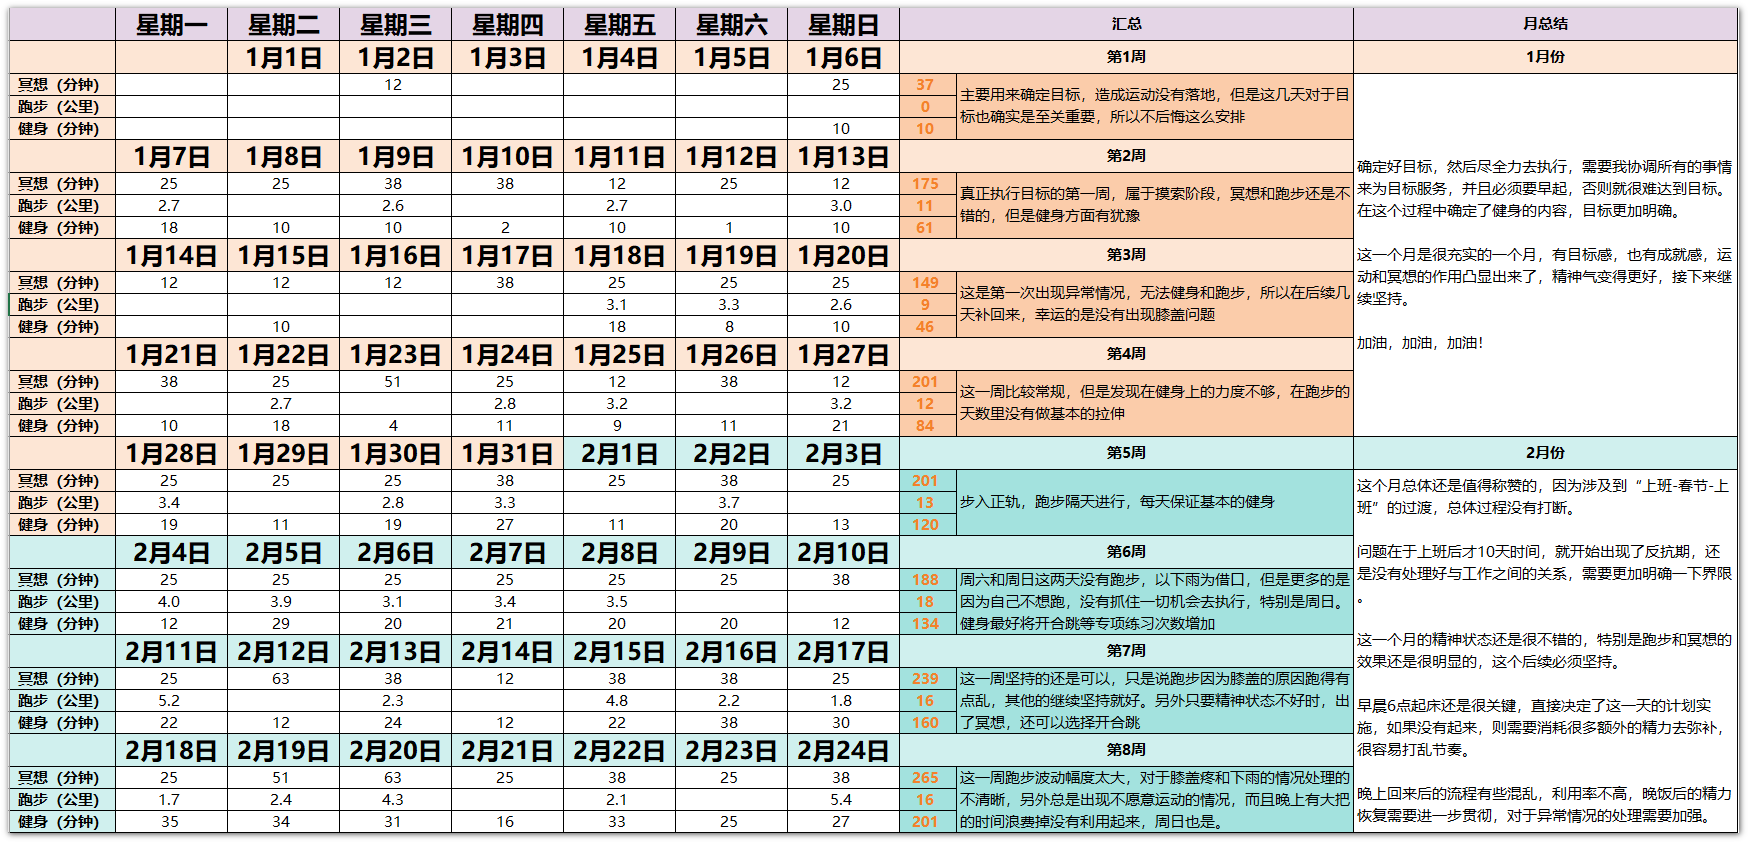 星期一 星期二 星期三 星期四 星期五 星期六 星期日 汇总 月总结
1月1日 1月2日 1月3日 1月4日 1月5日 1月6日 第1周 1月份
冥想（分钟） 12 25 37
跑步（公里） 0
健身（分钟） 10 10
主要用来确定目标，造成运动没有落地，但是这几天对于目
标也确实是至关重要，所以不后悔这么安排
1月7日 1月8日 1月9日 1月10日 1月11日 1月12日 1月13日 第2周
冥想（分钟） 25 25 38 38 12 25 12 175
跑步（公里） 2.7 2.6 2.7 3.0 11
健身（分钟） 18 10 10 2 10 1 10 61
真正执行目标的第一周，属于摸索阶段，冥想和跑步还是不
错的，但是健身方面有犹豫
1月14日 1月15日 1月16日 1月17日 1月18日 1月19日 1月20日 第3周
冥想（分钟） 12 12 12 38 25 25 25 149
跑步（公里） 3.1 3.3 2.6 9
健身（分钟） 10 18 8 10 46
这是第一次出现异常情况，无法健身和跑步，所以在后续几
天补回来，幸运的是没有出现膝盖问题
1月21日 1月22日 1月23日 1月24日 1月25日 1月26日 1月27日 第4周
冥想（分钟） 38 25 51 25 12 38 12 201
跑步（公里） 2.7 2.8 3.2 3.2 12
健身（分钟） 10 18 4 11 9 11 21 84
这一周比较常规，但是发现在健身上的力度不够，在跑步的
天数里没有做基本的拉伸
确定好目标，然后尽全力去执行，需要我协调所有的事情
来为目标服务，并且必须要早起，否则就很难达到目标。
在这个过程中确定了健身的内容，目标更加明确。
这一个月是很充实的一个月，有目标感，也有成就感，运
动和冥想的作用凸显出来了，精神气变得更好，接下来继
续坚持。
加油，加油，加油！
1月28日 1月29日 1月30日 1月31日 2月1日 2月2日 2月3日 第5周 2月份
冥想（分钟） 25 25 25 38 25 38 25 201
跑步（公里） 3.4 2.8 3.3 3.7 13
健身（分钟） 19 11 19 27 11 20 13 120
步入正轨，跑步隔天进行，每天保证基本的健身
2月4日 2月5日 2月6日 2月7日 2月8日 2月9日 2月10日 第6周
冥想（分钟） 25 25 25 25 25 25 38 188
跑步（公里） 4.0 3.9 3.1 3.4 3.5 18
健身（分钟） 12 29 20 21 20 20 12 134
周六和周日这两天没有跑步，以下雨为借口，但是更多的是
因为自己不想跑，没有抓住一切机会去执行，特别是周日。
健身最好将开合跳等专项练习次数增加
2月11日 2月12日 2月13日 2月14日 2月15日 2月16日 2月17日 第7周
冥想（分钟） 25 63 38 12 38 38 25 239
跑步（公里） 5.2 2.3 4.8 2.2 1.8 16
健身（分钟） 22 12 24 12 22 38 30 160
这一周坚持的还是可以，只是说跑步因为膝盖的原因跑得有
点乱，其他的继续坚持就好。另外只要精神状态不好时，出
了冥想，还可以选择开合跳
2月18日 2月19日 2月20日 2月21日 2月22日 2月23日 2月24日 第8周
冥想（分钟） 25 51 63 25 38 25 38 265
跑步（公里） 1.7 2.4 4.3 2.1 5.4 16
健身（分钟） 35 34 31 16 33 25 27 201
这一周跑步波动幅度太大，对于膝盖疼和下雨的情况处理的
不清晰，另外总是出现不愿意运动的情况，而且晚上有大把
的时间浪费掉没有利用起来，周日也是。
这个月总体还是值得称赞的，因为涉及到“上班-春节-上
班”的过渡，总体过程没有打断。
问题在于上班后才10天时间，就开始出现了反抗期，还
是没有处理好与工作之间的关系，需要更加明确一下界限
。
这一个月的精神状态还是很不错的，特别是跑步和冥想的
效果还是很明显的，这个后续必须坚持。
早晨6点起床还是很关键，直接决定了这一天的计划实
施，如果没有起来，则需要消耗很多额外的精力去弥补，
很容易打乱节奏。
晚上回来后的流程有些混乱，利用率不高，晚饭后的精力
恢复需要进一步贯彻，对于异常情况的处理需要加强。